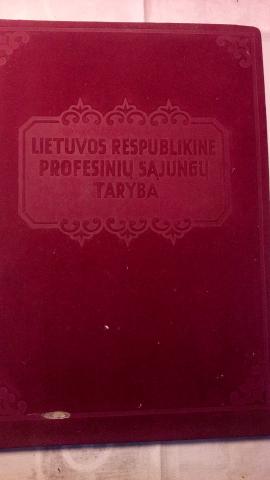 LIETUVOS RESPUBLIKINĖ
PROFESINIŲ SĄJUNGŲ
TARYBA